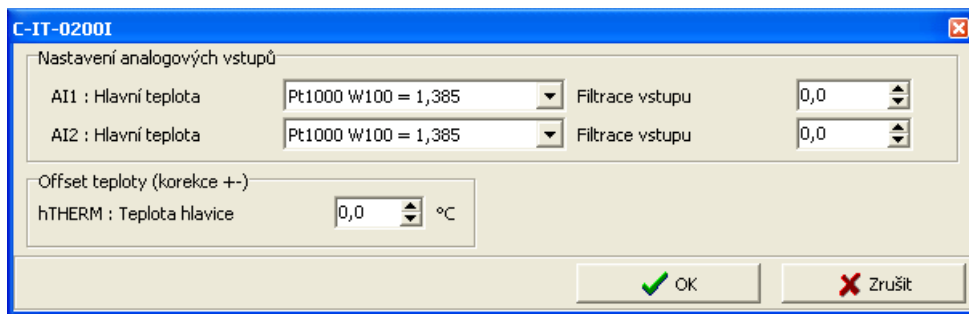 C-IT-0200I
Nastavení analogových vstupů
AI1 : Hlavní teplota Pt1000 W100 = 1,385 Filtrace vstupu 0,0
AI2 : Hlavní teplota Pt1000 W100 = 1,385 Filtrace vstupu 0,0
Offset teploty (korekce +-)
hTHERM : Teplota hlavice 0,0 °C
OK Zrušit